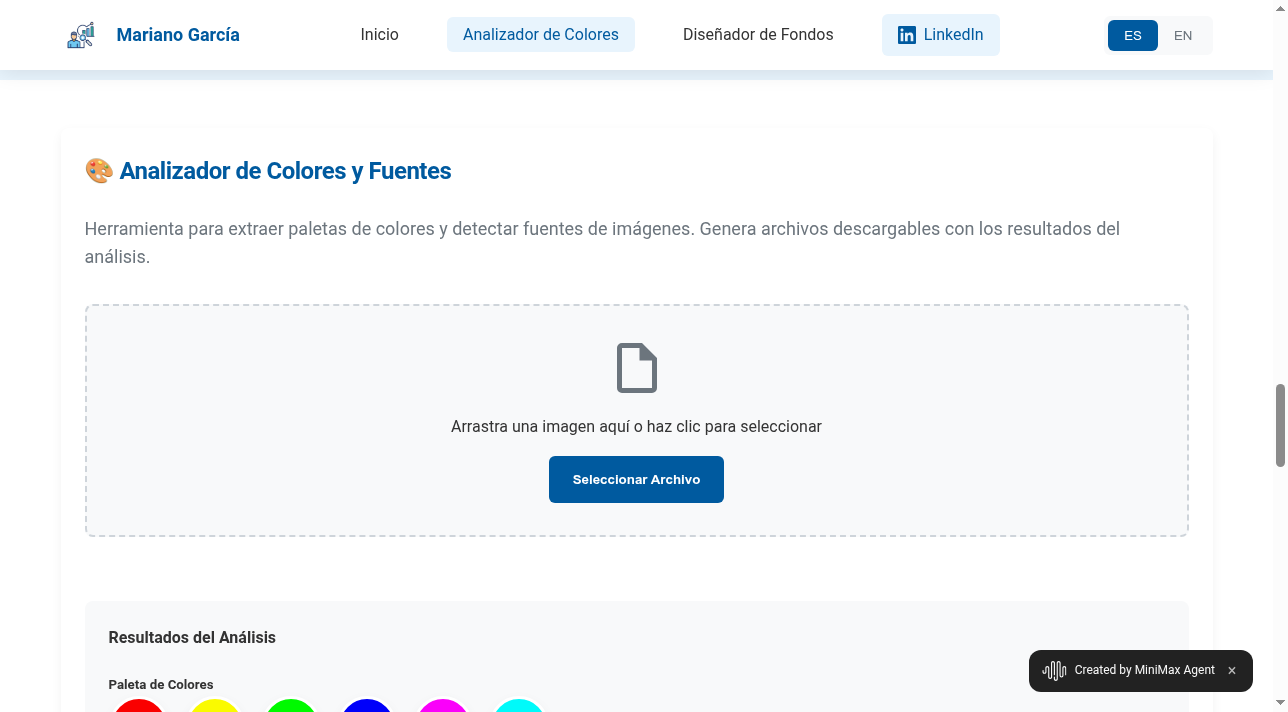 Mariano García
Inicio
Analizador de Colores
Diseñador de Fondos
LinkedIn
ES
EN
🎨 Analizador de Colores y Fuentes
Herramienta para extraer paletas de colores y detectar fuentes de imágenes. Genera archivos descargables con los resultados del
análisis.
Arrastra una imagen aquí o haz clic para seleccionar
Seleccionar Archivo
Resultados del Análisis
Paleta de Colores
Created by MiniMax Agent ×